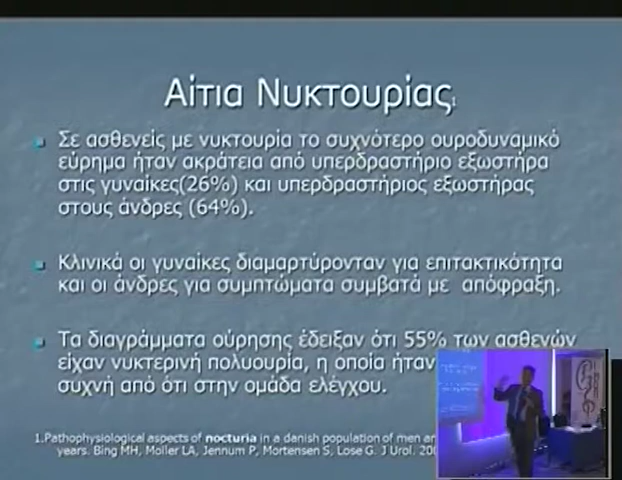 Αίτια Νυκτουρίας1
Σε ασθενείς με νυκτουρία το συχνότερο ουροδυναμικό
εύρημα ήταν ακράτεια από υπερδραστήριο εξωστήρα
στις γυναίκες(26%) και υπερδραστήριος εξωστήρας
στους άνδρες (64%).
Κλινικά οι γυναίκες διαμαρτύρονταν για επιτακτικότητα
και οι άνδρες για συμπτώματα συμβατά με απόφραξη.
Τα διαγράμματα ούρησης έδειξαν ότι 55% των ασθενών
είχαν νυκτερινή πολυουρία, η οποία ήταν
συχνή από ότι στην ομάδα ελέγχου.
1.Pathophysiological aspects of nocturia in a danish population of men
years. Bing MH, Moller LA, Jennum P, Mortensen S, Lose G. J Urol.